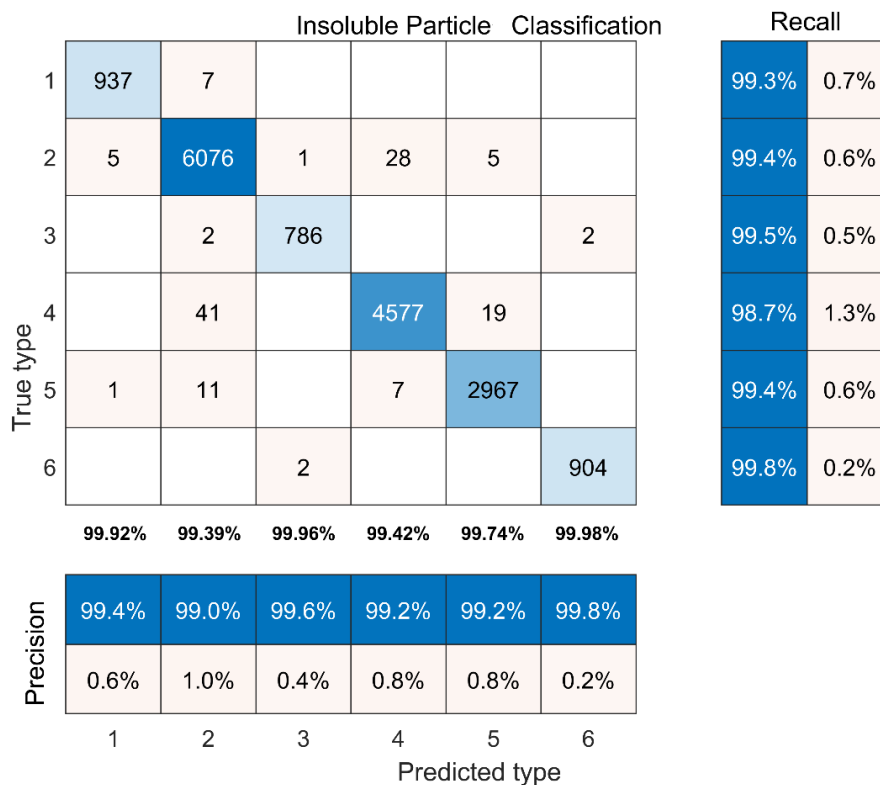 Insoluble Particle Classification
Recall
1 937 7 99.3% 0.7%
2 5 6076 1 28 5 99.4% 0.6%
3 2 786 2 99.5% 0.5%
4 41 4577 19 98.7% 1.3%
5 1 11 7 2967 99.4% 0.6%
6 2 904 99.8% 0.2%
True type
99.92% 99.39% 99.96% 99.42% 99.74% 99.98%
Precision
99.4% 99.0% 99.6% 99.2% 99.2% 99.8%
0.6% 1.0% 0.4% 0.8% 0.8% 0.2%
1 2 3 4 5 6
Predicted type